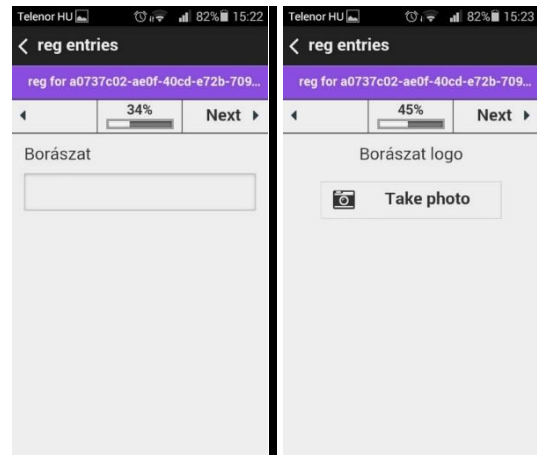 Telenor HU 82% 15:22
reg entries
reg for a0737c02-ae0f-40cd-e72b-709...
34%
Next
Borászat
Telenor HU 82% 15:23
reg entries
reg for a0737c02-ae0f-40cd-e72b-709...
45%
Next
Borászat logo
Take photo